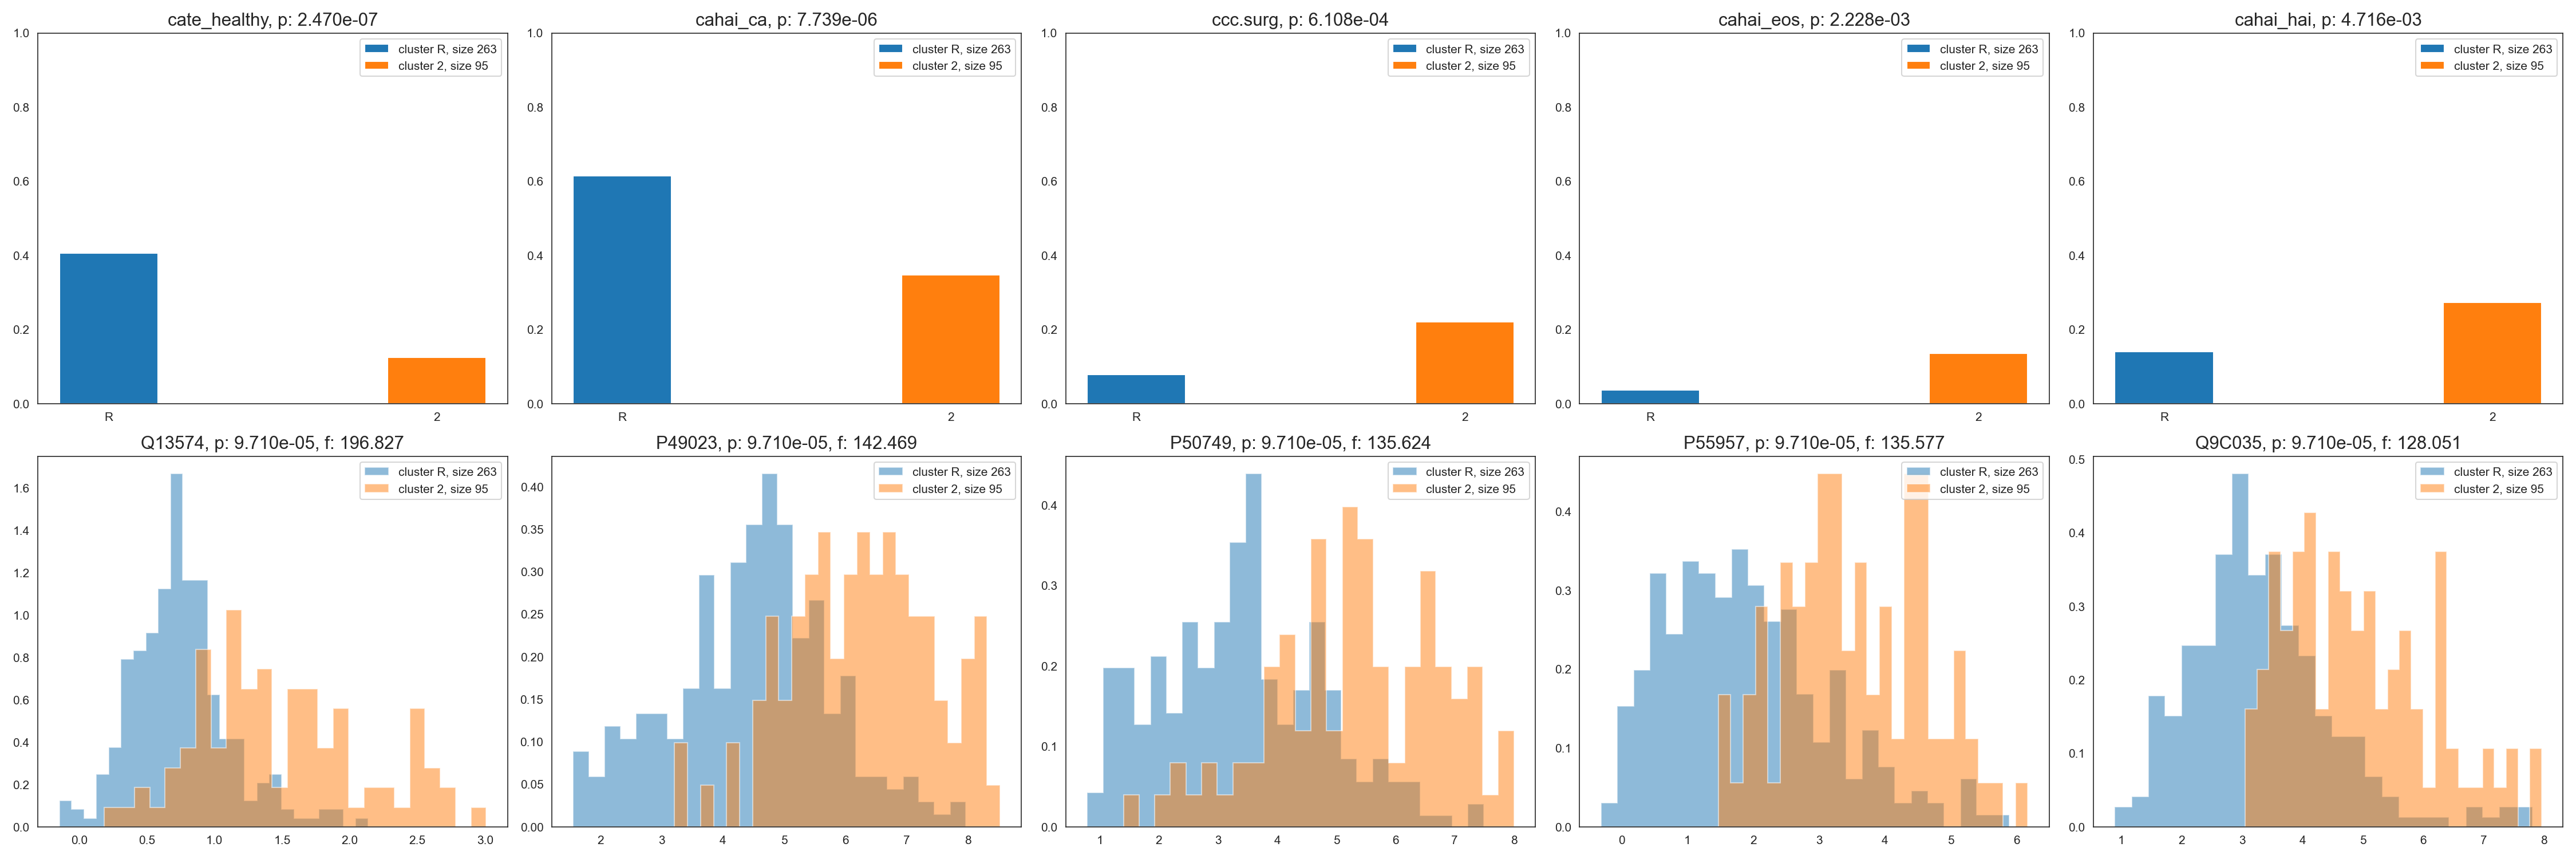 cate_healthy, p: 2.470e-07
1.0
0.8
0.6
0.4
0.2
0.0
cluster R, size 263
cluster 2, size 95
R
2
cahai_ca, p: 7.739e-06
1.0
0.8
0.6
0.4
0.2
0.0
cluster R, size 263
cluster 2, size 95
R
2
ccc.surg, p: 6.108e-04
1.0
0.8
0.6
0.4
0.2
0.0
cluster R, size 263
cluster 2, size 95
R
2
cahai_eos, p: 2.228e-03
1.0
0.8
0.6
0.4
0.2
0.0
cluster R, size 263
cluster 2, size 95
R
2
cahai_hai, p: 4.716e-03
1.0
0.8
0.6
0.4
0.2
0.0
cluster R, size 263
cluster 2, size 95
R
2
Q13574, p: 9.710e-05, f: 196.827
1.6
1.4
1.2
1.0
0.8
0.6
0.4
0.2
0.0
cluster R, size 263
cluster 2, size 95
0.0 0.5 1.0 1.5 2.0 2.5 3.0
P49023, p: 9.710e-05, f: 142.469
0.40
0.35
0.30
0.25
0.20
0.15
0.10
0.05
0.00
cluster R, size 263
cluster 2, size 95
2 3 4 5 6 7 8
P50749, p: 9.710e-05, f: 135.624
0.4
0.3
0.2
0.1
0.0
cluster R, size 263
cluster 2, size 95
1 2 3 4 5 6 7 8
P55957, p: 9.710e-05, f: 135.577
0.4
0.3
0.2
0.1
0.0
cluster R, size 263
cluster 2, size 95
0 1 2 3 4 5 6
Q9C035, p: 9.710e-05, f: 128.051
0.5
0.4
0.3
0.2
0.1
0.0
cluster R, size 263
cluster 2, size 95
1 2 3 4 5 6 7 8